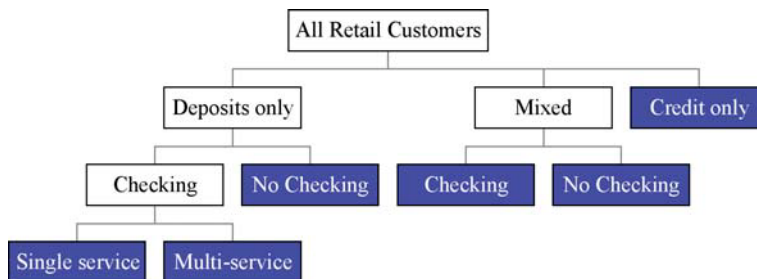 All Retail Customers
Deposits only
Mixed
Credit only
Checking
No Checking
Checking
No Checking
Single service
Multi-service